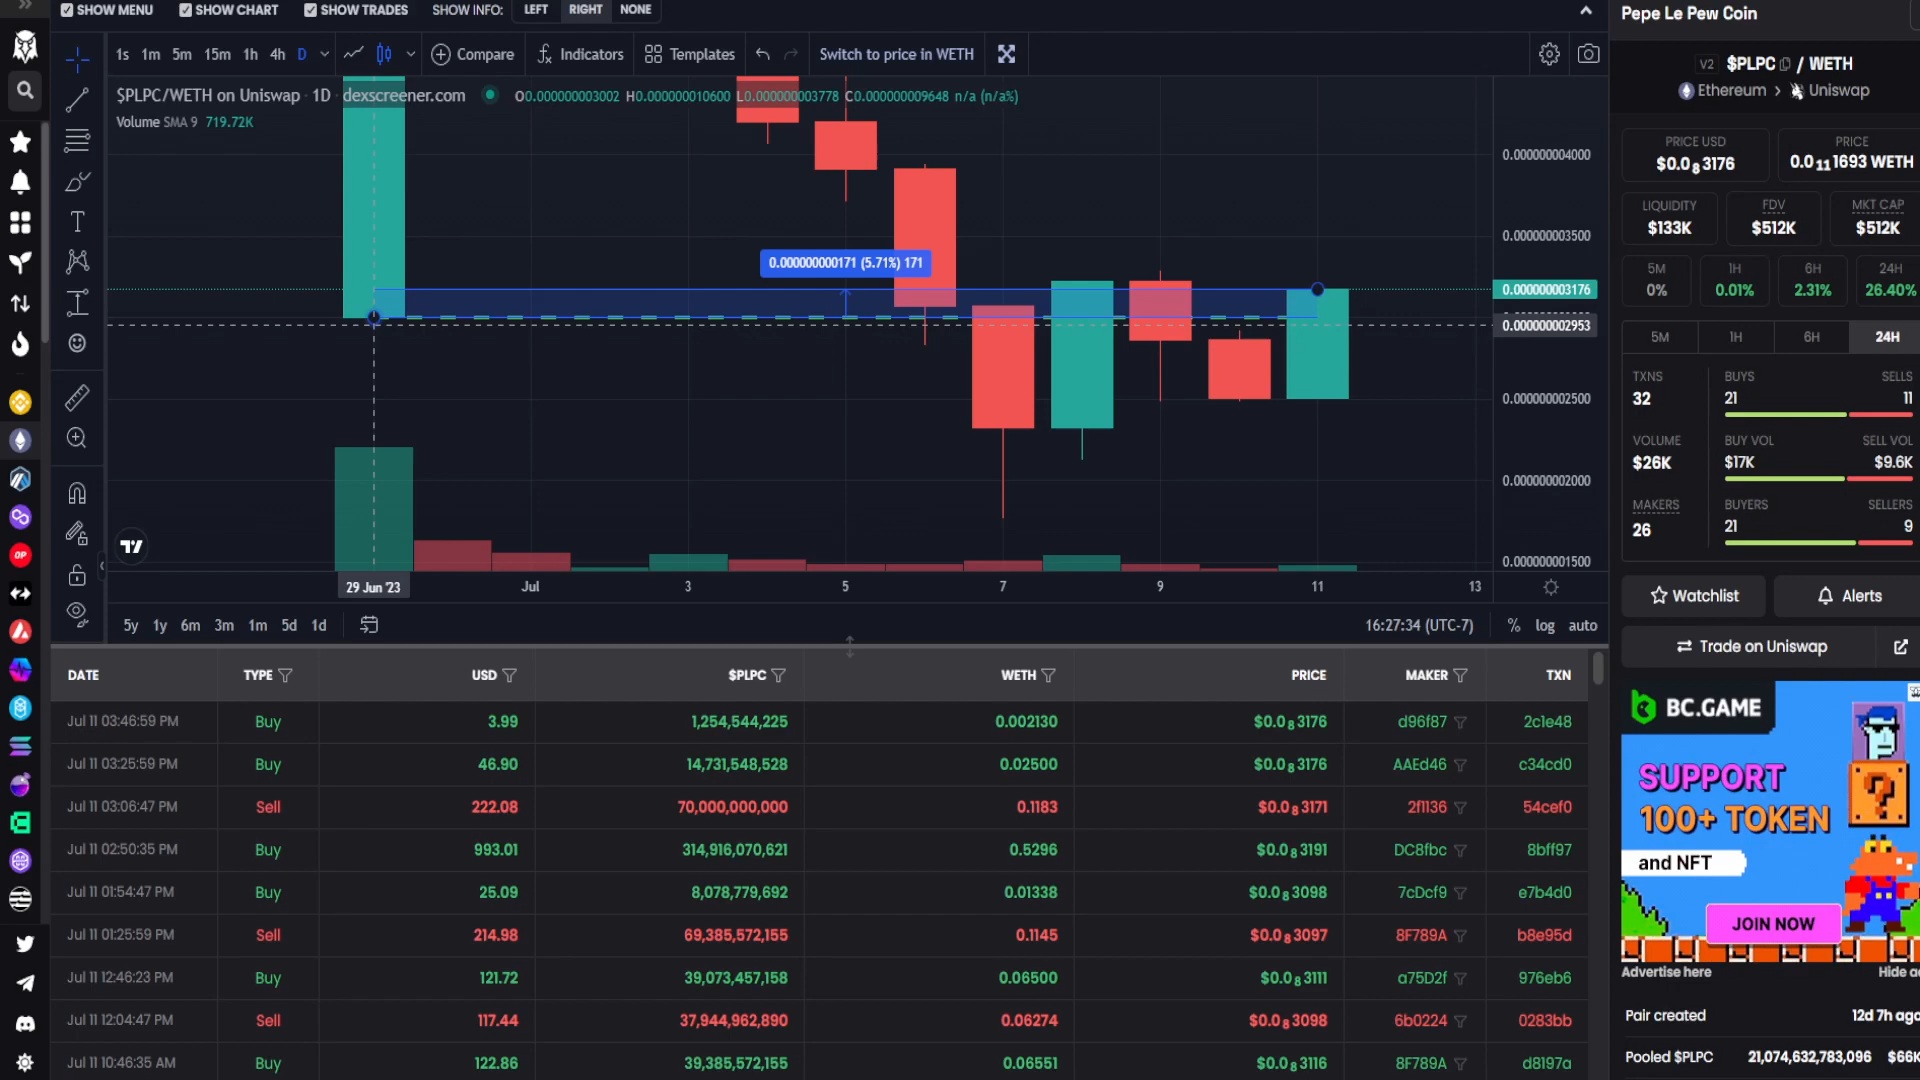 SHOW MENU SHOW CHART SHOW TRADES SHOW INFO: LEFT RIGHT NONE
Pepe Le Pew Coin
1s 1m 5m 15m 1h 4h D Compare Indicators Templates Switch to price in WETH
V2 $PLPC / WETH
Ethereum > Uniswap
$PLPC/WETH on Uniswap · 1D · dexscreener.com O0.000000003002 H0.000000010600 L0.000000003778 C0.000000009648 n/a (n/a%)
Volume SMA 9 719.72K
0.000000004000
0.000000003500
0.000000003176
0.000000002953
0.000000002500
0.000000002000
0.000000001500
0.000000000171 (5.71%) 171
29 Jun '23 Jul 3 5 7 9 11 13
5y 1y 6m 3m 1m 5d 1d 16:27:34 (UTC-7) % log auto
PRICE USD PRICE
$0.0₈3176 0.0₁₁1693 WETH
LIQUIDITY FDV MKT CAP
$133K $512K $512K
5M 1H 6H 24H
0% 0.01% 2.31% 26.40%
5M 1H 6H 24H
TXNS BUYS SELLS
32 21 11
VOLUME BUY VOL SELL VOL
$26K $17K $9.6K
MAKERS BUYERS SELLERS
26 21 9
Watchlist Alerts
Trade on Uniswap
DATE TYPE USD $PLPC WETH PRICE MAKER TXN
Jul 11 03:46:59 PM Buy 3.99 1,254,544,225 0.002130 $0.0₈3176 d96f87 2c1e48
Jul 11 03:25:59 PM Buy 46.90 14,731,548,528 0.02500 $0.0₈3176 AAEd46 c34cd0
Jul 11 03:06:47 PM Sell 222.08 70,000,000,000 0.1183 $0.0₈3171 2f1136 54cef0
Jul 11 02:50:35 PM Buy 993.01 314,916,070,621 0.5296 $0.0₈3191 DC8fbc 8bff97
Jul 11 01:54:47 PM Buy 25.09 8,078,779,692 0.01338 $0.0₈3098 7cDcf9 e7b4d0
Jul 11 01:25:59 PM Sell 214.98 69,385,572,155 0.1145 $0.0₈3097 8F789A b8e95d
Jul 11 12:46:23 PM Buy 121.72 39,073,457,158 0.06500 $0.0₈3111 a75D2f 976eb6
Jul 11 12:04:47 PM Sell 117.44 37,944,962,890 0.06274 $0.0₈3098 6b0224 0283bb
Jul 11 10:46:35 AM Buy 122.86 39,385,572,155 0.06551 $0.0₈3116 8F789A d8197a
OP
BC.GAME
SUPPORT
100+ TOKEN
and NFT
JOIN NOW
Advertise here Hide a
Pair created 12d 7h ago
Pooled $PLPC 21,074,632,783,096 $66K